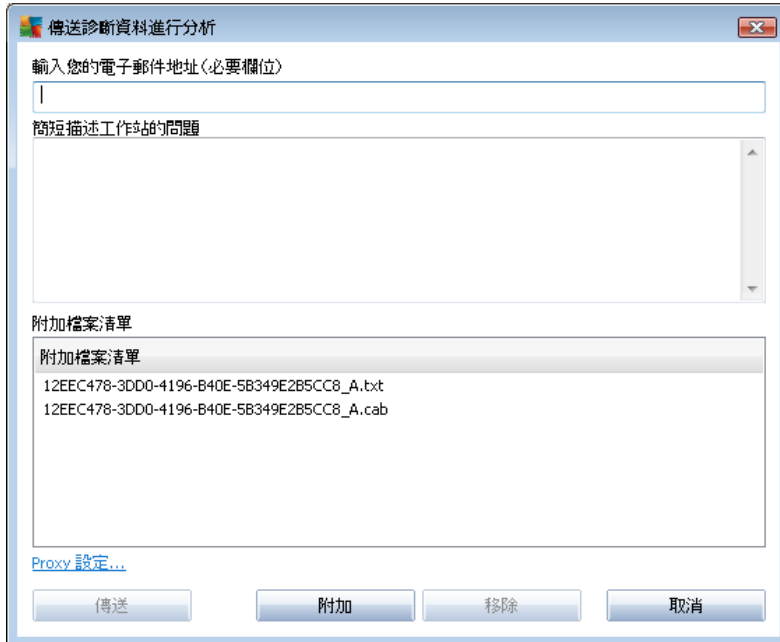 傳送診斷資料進行分析
輸入您的電子郵件地址(必要欄位)
簡短描述工作站的問題
附加檔案清單
附加檔案清單
12EEC478-3DD0-4196-B40E-5B349E2B5CC8_A.txt
12EEC478-3DD0-4196-B40E-5B349E2B5CC8_A.cab
Proxy 設定...
傳送 附加 移除 取消